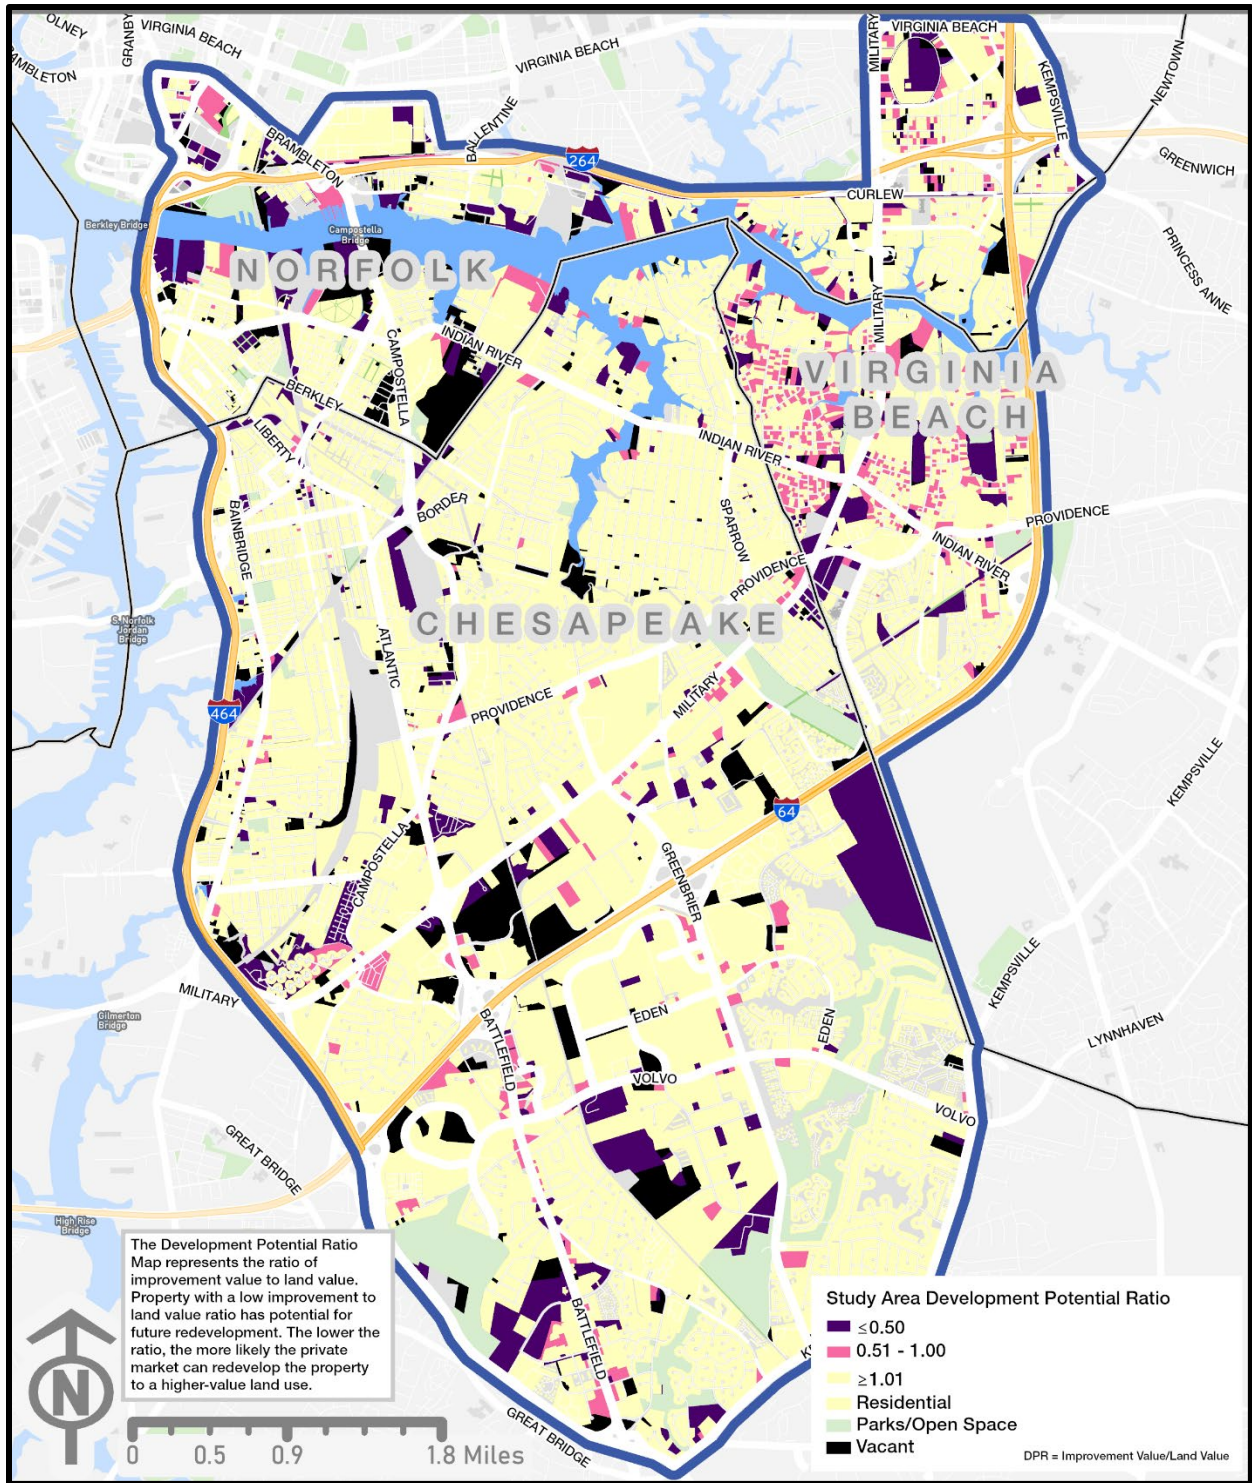 OLNEY
GRANBY
VIRGINIA BEACH
VIRGINIA BEACH
MILITARY
VIRGINIA BEACH
KEMPSVILLE
NEWTOWN
AMBLETON
BALLENTINE
BRAMBLETON
264
GREENWICH
CURLEW
Berkley Bridge
Campostella
Bridge
PRINCESS ANNE
NORFOLK
MILITARY
CAMPOSTELLA
INDIAN RIVER
VIRGINIA
BEACH
BERKLEY
LIBERTY
INDIAN RIVER
BAINBRIDGE
BORDER
SPARROW
PROVIDENCE
INDIAN RIVER
PROVIDENCE
S. Norfolk
Jordan
Bridge
CHESAPEAKE
ATLANTIC
464
PROVIDENCE
MILITARY
KEMPSVILLE
64
CAMPOSTELLA
GREENBRIER
KEMPSVILLE
MILITARY
Gilmerton
Bridge
BATTLEFIELD
EDEN
EDEN
LYNNHAVEN
VOLVO
VOLVO
GREAT BRIDGE
High Rise
Bridge
BATTLEFIELD
GREAT BRIDGE
The Development Potential Ratio
Map represents the ratio of
improvement value to land value.
Property with a low improvement to
land value ratio has potential for
future redevelopment. The lower the
ratio, the more likely the private
market can redevelop the property
to a higher-value land use.
N
0 0.5 0.9 1.8 Miles
Study Area Development Potential Ratio
≤0.50
0.51 - 1.00
≥1.01
Residential
Parks/Open Space
Vacant
DPR = Improvement Value/Land Value